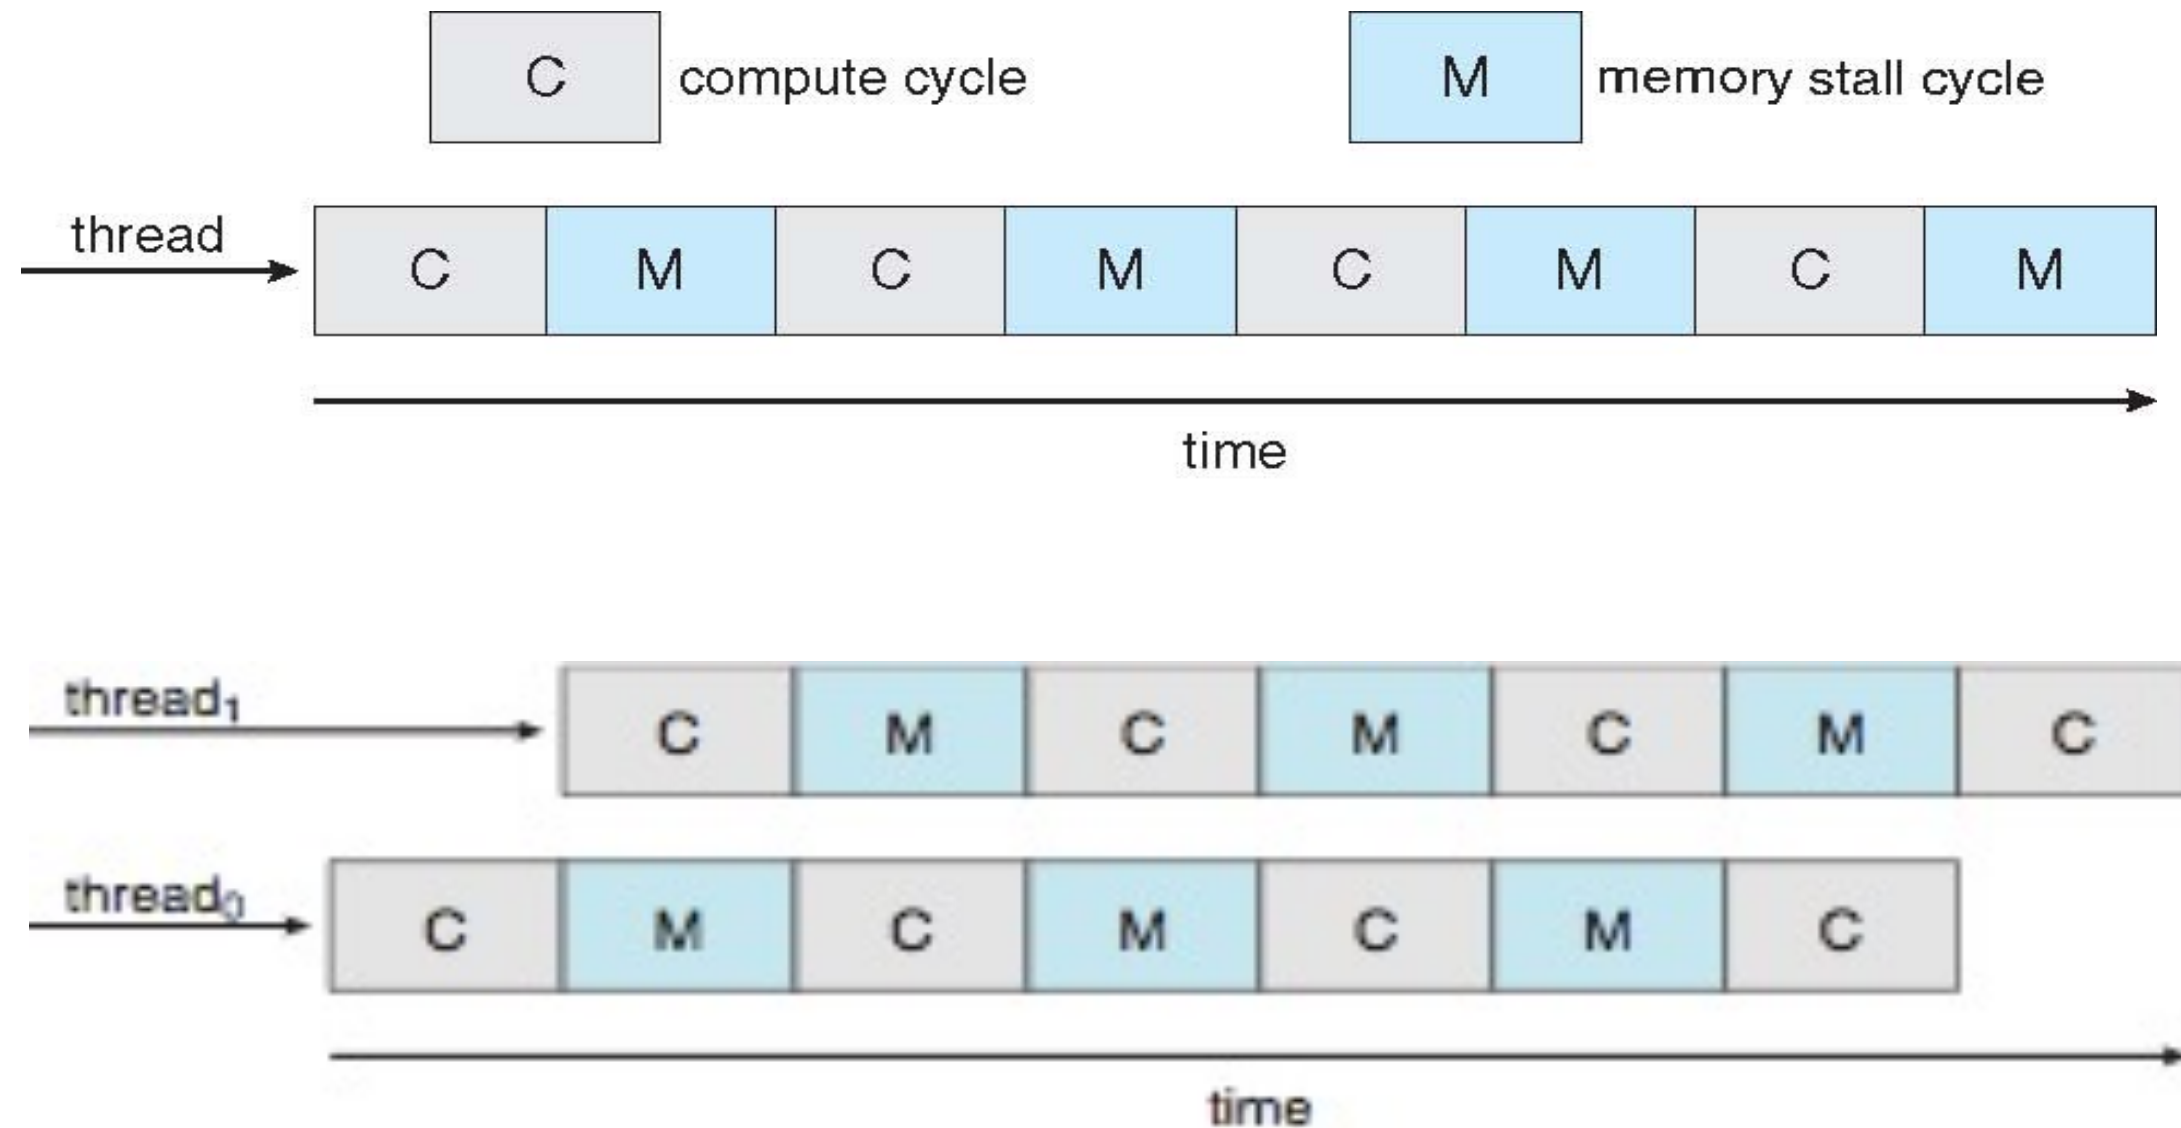 C compute cycle M memory stall cycle
thread
C M C M C M C M
time
thread₁
C M C M C M C
thread₀
C M C M C M C
time